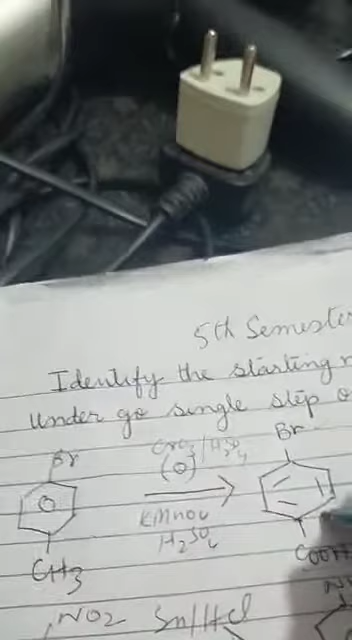 5th Semester
Identify the starting
Under go single step
Br
Br
CrO3/H2SO4
(O)
KMnO4
H2SO4
CH3
COOH
NO2 Sn/HCl